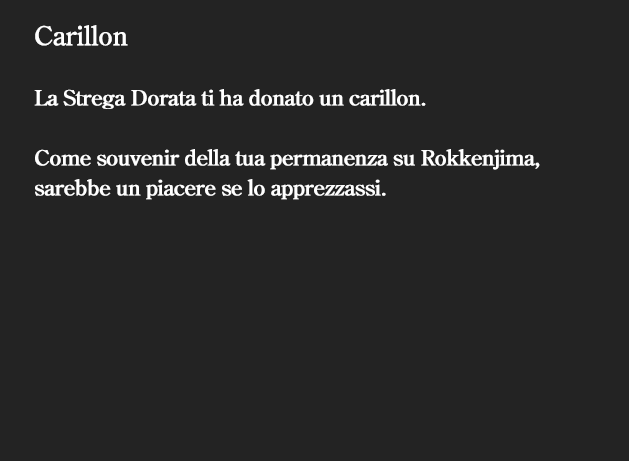 Carillon
La Strega Dorata ti ha donato un carillon.
Come souvenir della tua permanenza su Rokkenjima,
sarebbe un piacere se lo apprezzassi.